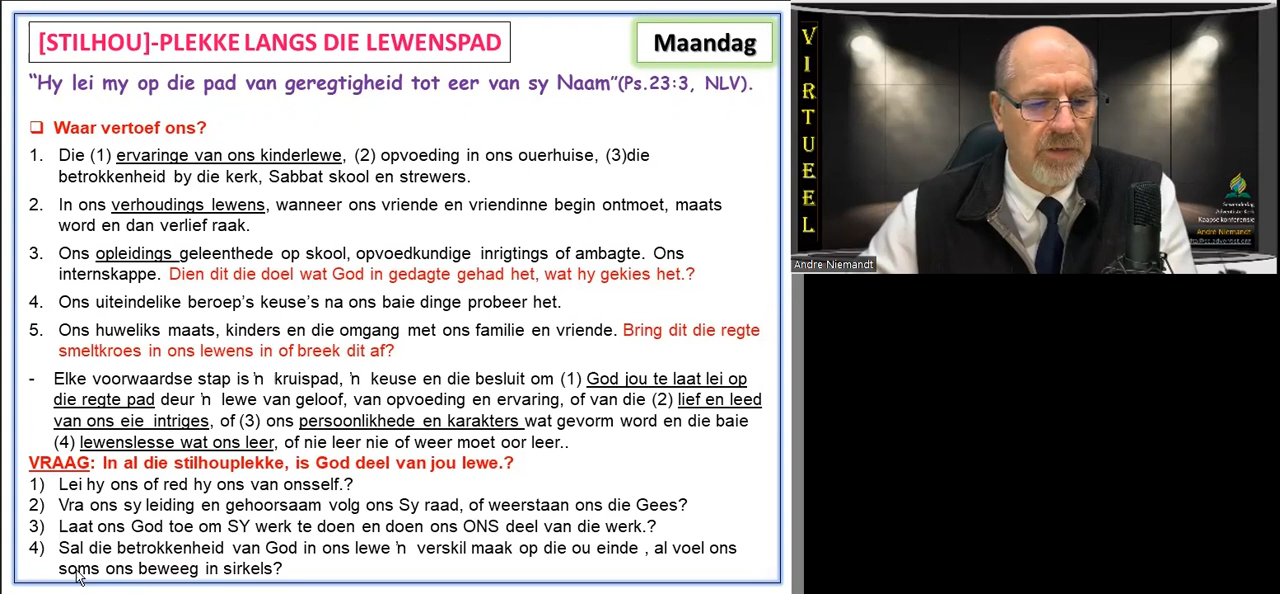 [STILHOU]-PLEKKE LANGS DIE LEWENSPAD
Maandag
“Hy lei my op die pad van geregtigheid tot eer van sy Naam”(Ps.23:3, NLV).
❑ Waar vertoef ons?
1. Die (1) ervaringe van ons kinderlewe, (2) opvoeding in ons ouerhuise, (3)die
betrokkenheid by die kerk, Sabbat skool en strewers.
2. In ons verhoudings lewens, wanneer ons vriende en vriendinne begin ontmoet, maats
word en dan verlief raak.
3. Ons opleidings geleenthede op skool, opvoedkundige inrigtings of ambagte. Ons
internskappe. Dien dit die doel wat God in gedagte gehad het, wat hy gekies het.?
4. Ons uiteindelike beroep’s keuse’s na ons baie dinge probeer het.
5. Ons huweliks maats, kinders en die omgang met ons familie en vriende. Bring dit die regte
smeltkroes in ons lewens in of breek dit af?
- Elke voorwaardse stap is ŉ kruispad, ŉ keuse en die besluit om (1) God jou te laat lei op
die regte pad deur ŉ lewe van geloof, van opvoeding en ervaring, of van die (2) lief en leed
van ons eie intriges, of (3) ons persoonlikhede en karakters wat gevorm word en die baie
(4) lewenslesse wat ons leer, of nie leer nie of weer moet oor leer..
VRAAG: In al die stilhouplekke, is God deel van jou lewe.?
1) Lei hy ons of red hy ons van onsself.?
2) Vra ons sy leiding en gehoorsaam volg ons Sy raad, of weerstaan ons die Gees?
3) Laat ons God toe om SY werk te doen en doen ons ONS deel van die werk.?
4) Sal die betrokkenheid van God in ons lewe ŉ verskil maak op die ou einde , al voel ons
soms ons beweeg in sirkels?
VIRTUEEL
Sewendedag
Adventiste Kerk
Kaapse konferensie
Andre Niemandt
Andre Niemandt